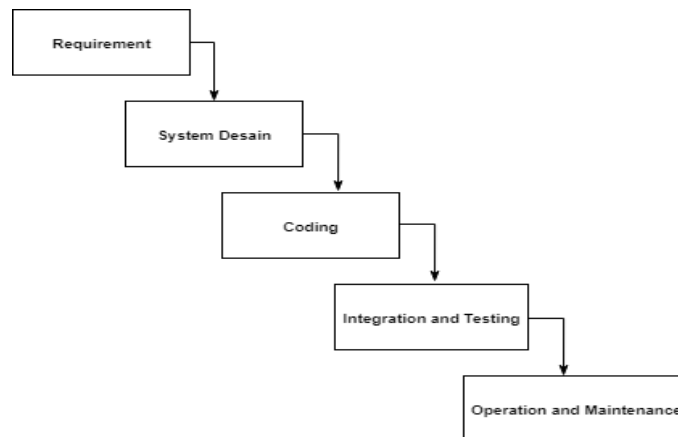 Requirement
System Desain
Coding
Integration and Testing
Operation and Maintenance